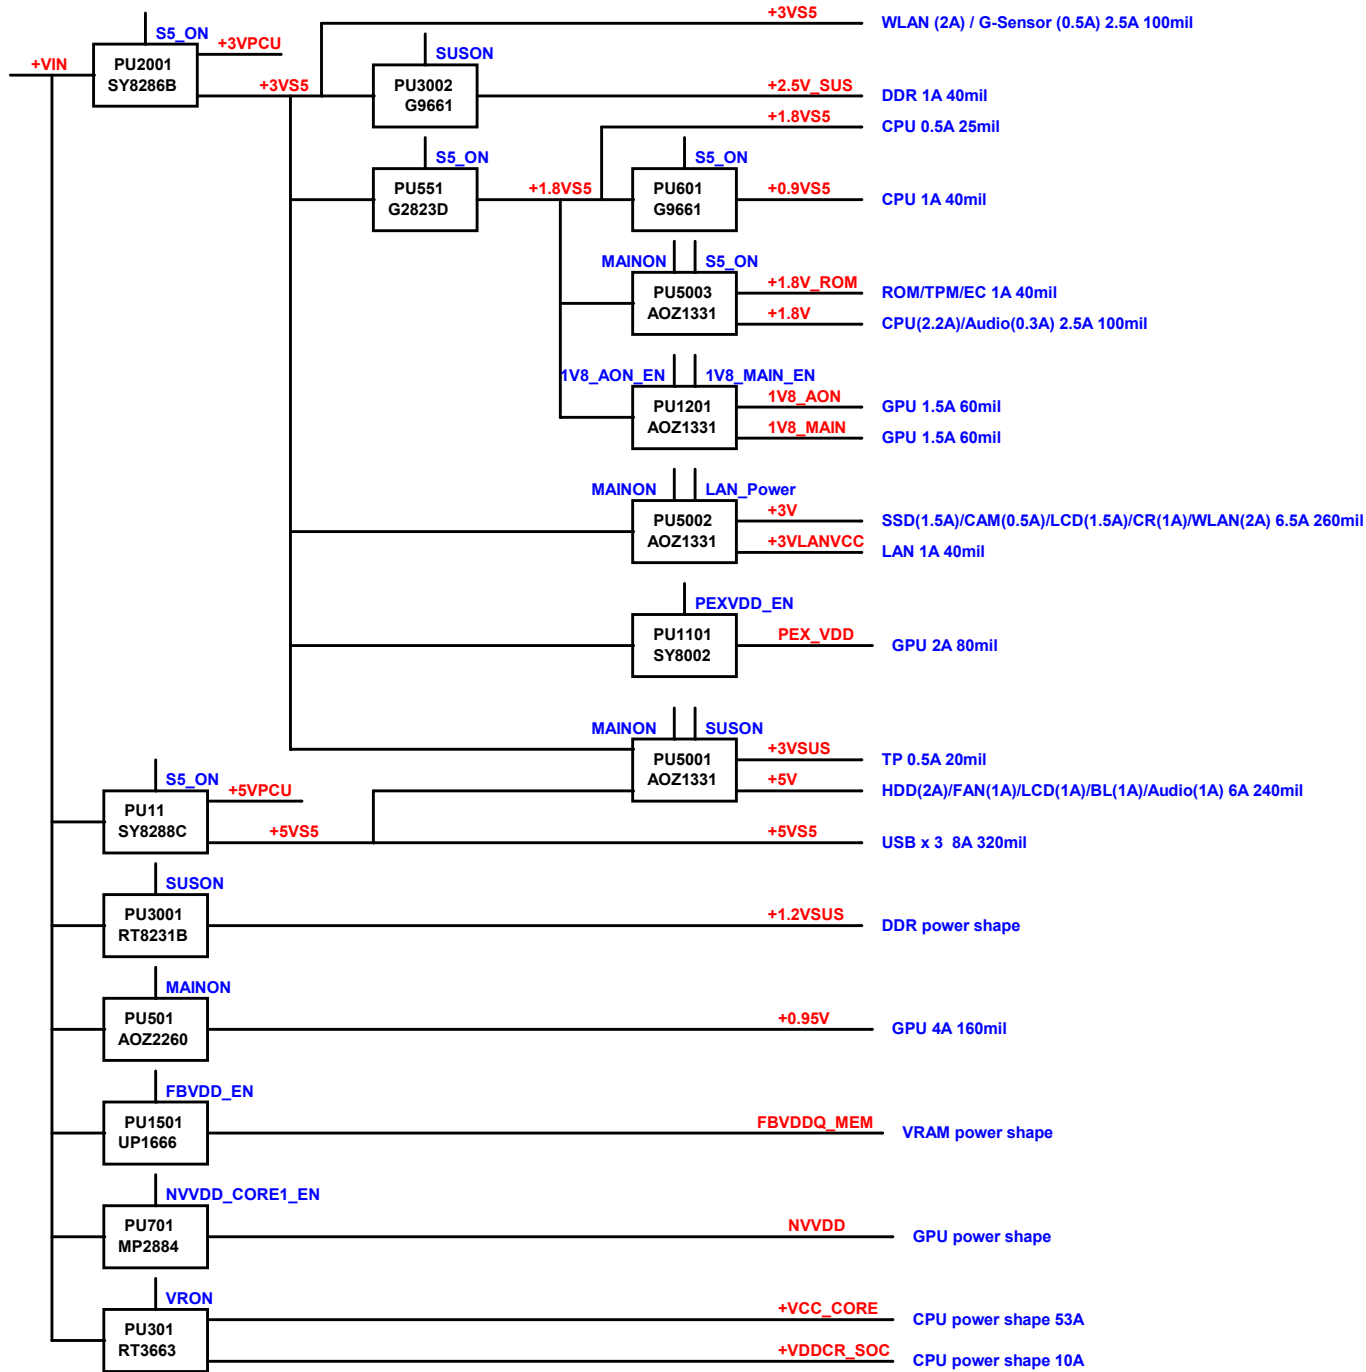 +3VS5
WLAN (2A) / G-Sensor (0.5A) 2.5A 100mil
S5_ON
+3VPCU
+VIN
PU2001
SY8286B
SUSON
+3VS5
PU3002
G9661
+2.5V_SUS
DDR 1A 40mil
+1.8VS5
CPU 0.5A 25mil
S5_ON
S5_ON
PU551
G2823D
+1.8VS5
PU601
G9661
+0.9VS5
CPU 1A 40mil
MAINON
S5_ON
PU5003
AOZ1331
+1.8V_ROM
ROM/TPM/EC 1A 40mil
+1.8V
CPU(2.2A)/Audio(0.3A) 2.5A 100mil
1V8_AON_EN
1V8_MAIN_EN
PU1201
AOZ1331
1V8_AON
GPU 1.5A 60mil
1V8_MAIN
GPU 1.5A 60mil
MAINON
LAN_Power
PU5002
AOZ1331
+3V
SSD(1.5A)/CAM(0.5A)/LCD(1.5A)/CR(1A)/WLAN(2A) 6.5A 260mil
+3VLANVCC
LAN 1A 40mil
PEXVDD_EN
PU1101
SY8002
PEX_VDD
GPU 2A 80mil
MAINON
SUSON
PU5001
AOZ1331
+3VSUS
TP 0.5A 20mil
+5V
HDD(2A)/FAN(1A)/LCD(1A)/BL(1A)/Audio(1A) 6A 240mil
S5_ON
+5VPCU
PU11
SY8288C
+5VS5
+5VS5
USB x 3  8A 320mil
SUSON
PU3001
RT8231B
+1.2VSUS
DDR power shape
MAINON
PU501
AOZ2260
+0.95V
GPU 4A 160mil
FBVDD_EN
PU1501
UP1666
FBVDDQ_MEM
VRAM power shape
NVVDD_CORE1_EN
PU701
MP2884
NVVDD
GPU power shape
VRON
PU301
RT3663
+VCC_CORE
CPU power shape 53A
+VDDCR_SOC
CPU power shape 10A